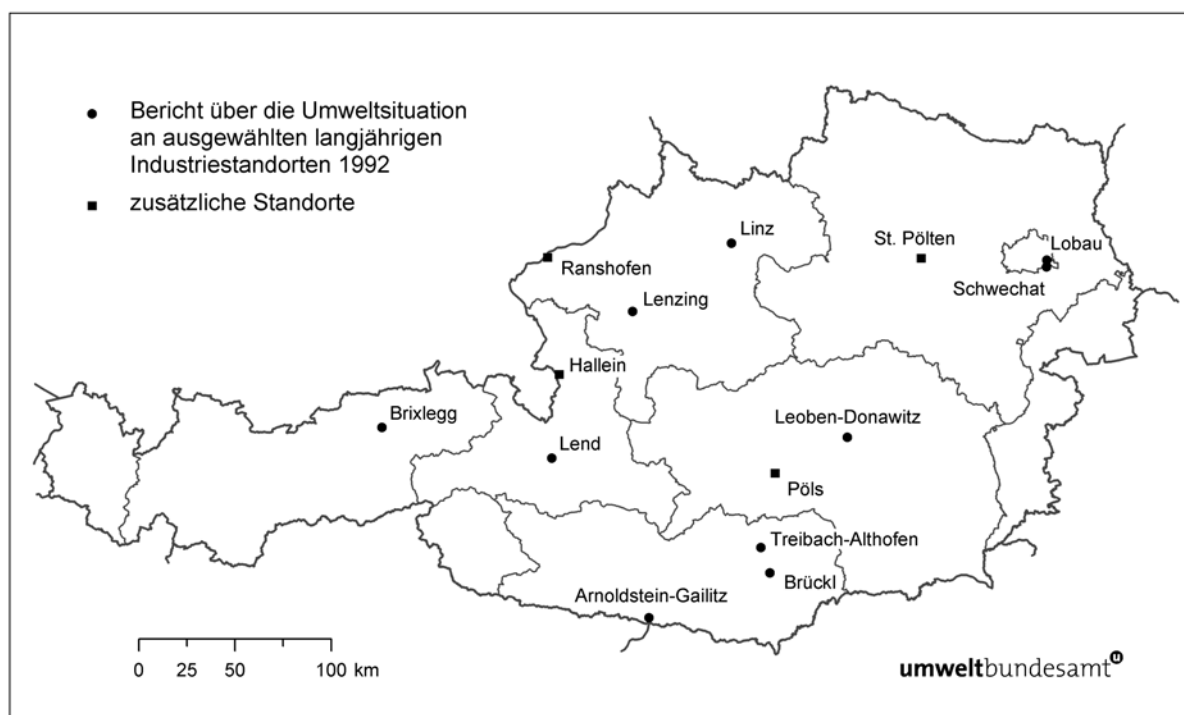 Bericht über die Umweltsituation
an ausgewählten langjährigen
Industriestandorten 1992
zusätzliche Standorte
Linz
St. Pölten
Lobau
Ranshofen
Schwechat
Lenzing
Hallein
Brixlegg
Leoben-Donawitz
Lend
Pöls
Treibach-Althofen
Brückl
Arnoldstein-Gailitz
0 25 50 100 km
umweltbundesamt u